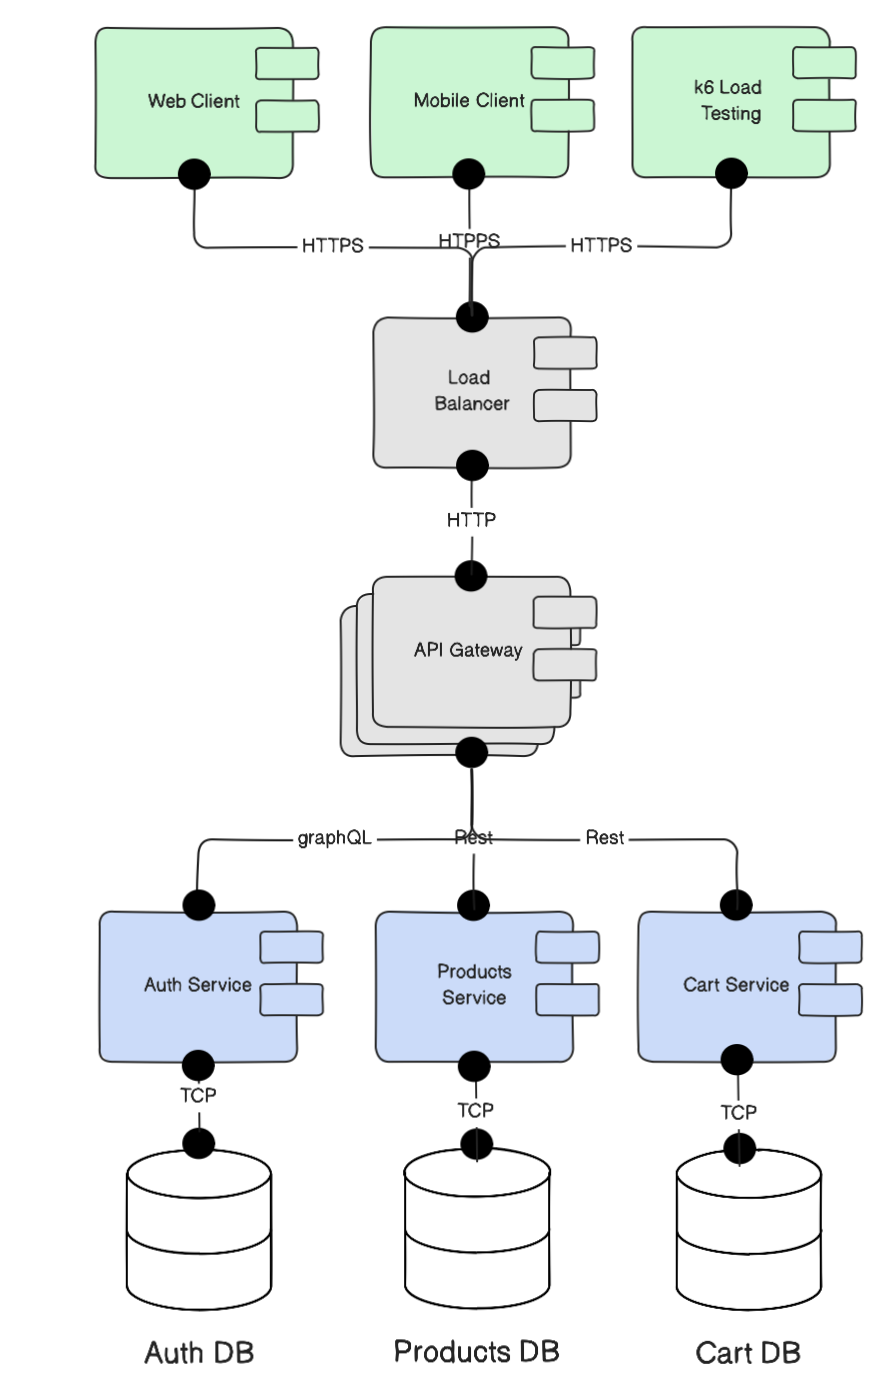 Web Client
Mobile Client
k6 Load
Testing
HTTPS
HTPPS
HTTPS
Load
Balancer
HTTP
API Gateway
graphQL
Rest
Rest
Auth Service
Products
Service
Cart Service
TCP
TCP
TCP
Auth DB
Products DB
Cart DB